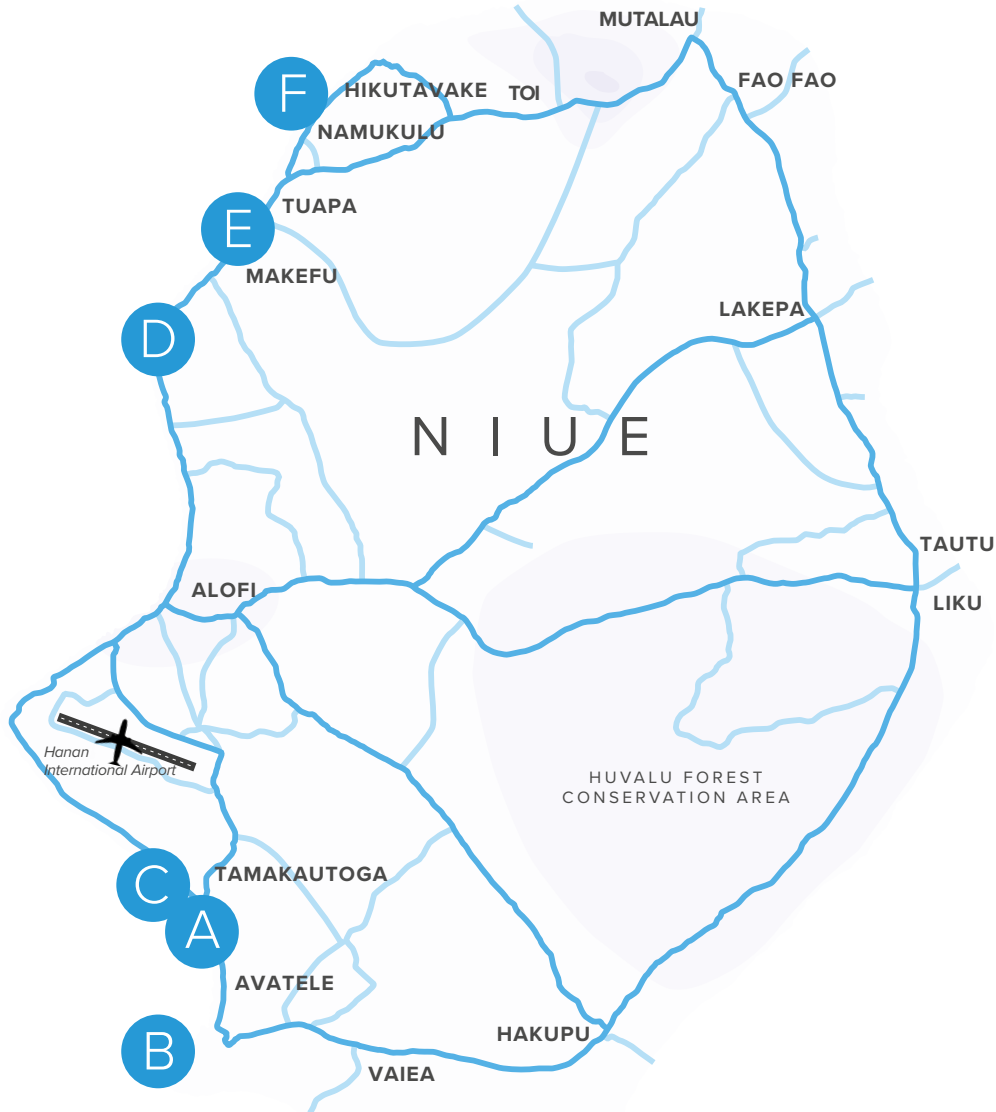 MUTALAU
FAO FAO
F
HIKUTAVAKE
TOI
NAMUKULU
TUAPA
E
MAKEFU
LAKEPA
D
NIUE
TAUTU
ALOFI
LIKU
Hanan
International Airport
HUVALU FOREST
CONSERVATION AREA
C
TAMAKAUTOGA
A
AVATELE
HAKUPU
B
VAIEA